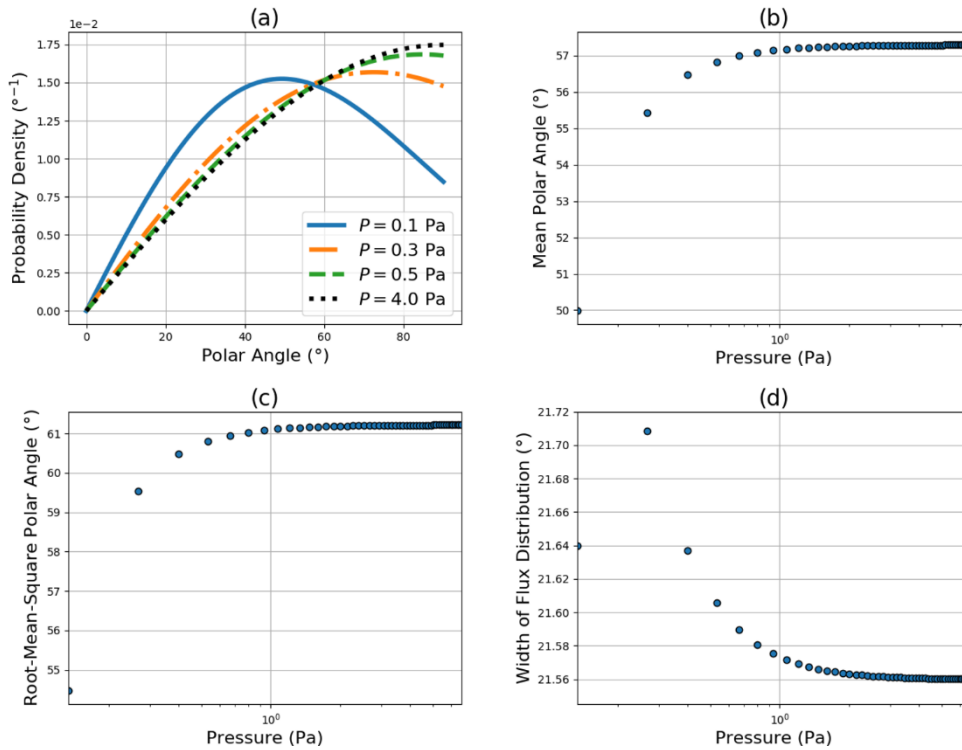 (a)
1e−2
1.75
1.50
1.25
1.00
0.75
0.50
0.25
0.00
Probability Density (°⁻¹)
P = 0.1 Pa
P = 0.3 Pa
P = 0.5 Pa
P = 4.0 Pa
0 20 40 60 80
Polar Angle (°)
(b)
57
56
55
54
53
52
51
50
Mean Polar Angle (°)
10⁰
Pressure (Pa)
(c)
61
60
59
58
57
56
55
54
Root-Mean-Square Polar Angle (°)
10⁰
Pressure (Pa)
(d)
21.72
21.70
21.68
21.66
21.64
21.62
21.60
21.58
21.56
Width of Flux Distribution (°)
10⁰
Pressure (Pa)